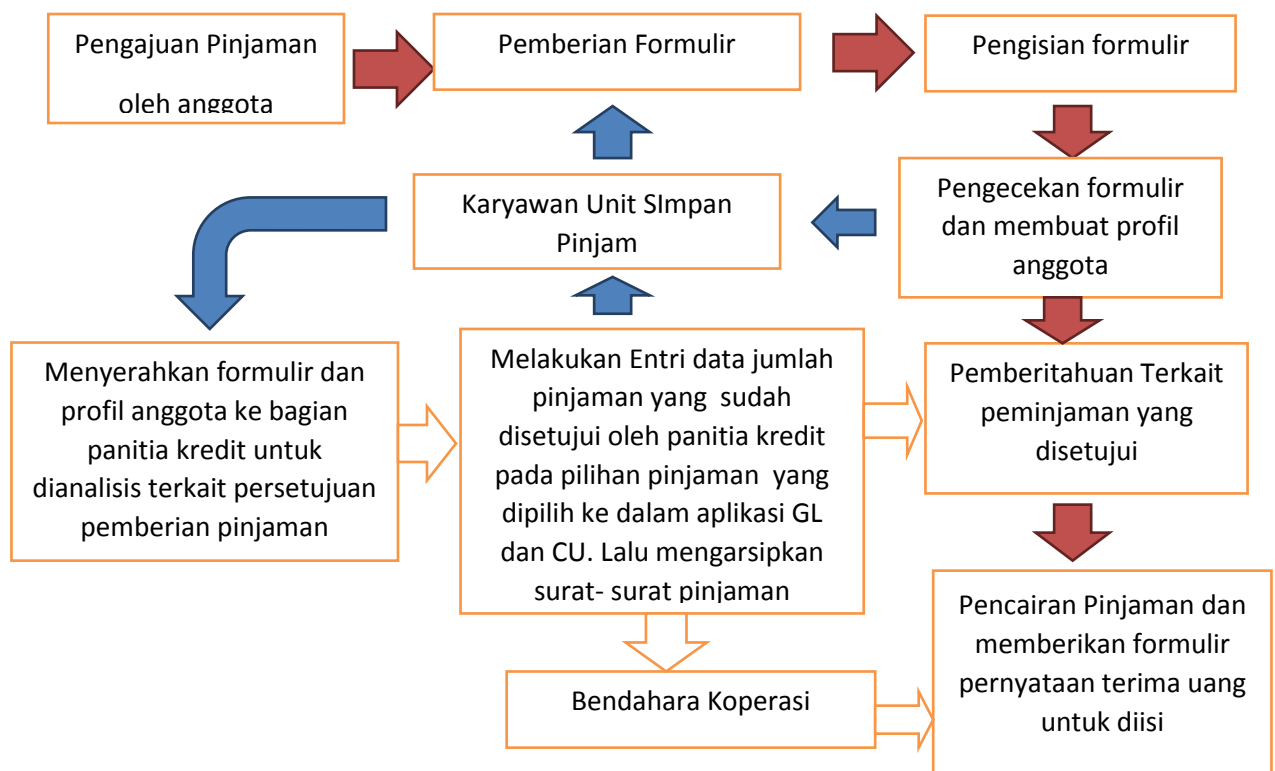 Pengajuan Pinjaman
oleh anggota
Pemberian Formulir
Pengisian formulir
Karyawan Unit SImpan
Pinjam
Pengecekan formulir
dan membuat profil
anggota
Menyerahkan formulir dan
profil anggota ke bagian
panitia kredit untuk
dianalisis terkait persetujuan
pemberian pinjaman
Melakukan Entri data jumlah
pinjaman yang sudah
disetujui oleh panitia kredit
pada pilihan pinjaman yang
dipilih ke dalam aplikasi GL
dan CU. Lalu mengarsipkan
surat- surat pinjaman
Pemberitahuan Terkait
peminjaman yang
disetujui
Bendahara Koperasi
Pencairan Pinjaman dan
memberikan formulir
pernyataan terima uang
untuk diisi